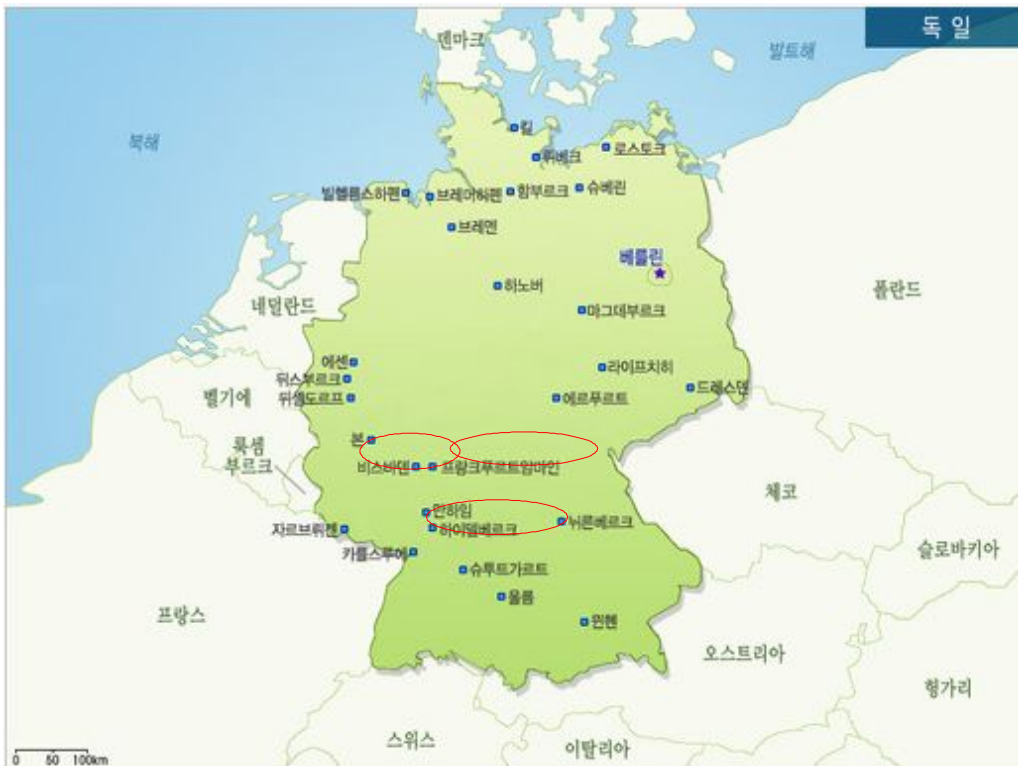 독 일
덴마크
발트해
북해
킬
뤼베크
로스토크
빌헬름스하펜
브레머하펜
함부르크
슈베린
브레멘
베를린
하노버
폴란드
네덜란드
마그데부르크
에센
라이프치히
뒤스부르크
드레스덴
벨기에
뒤셀도르프
에르푸르트
본
룩셈
부르크
비스바덴
프랑크푸르트암마인
체코
만하임
뉘른베르크
자르브뤼켄
하이델베르크
슬로바키아
카를스루에
슈투트가르트
울름
프랑스
뮌헨
오스트리아
헝가리
스위스
이탈리아
0 50 100km